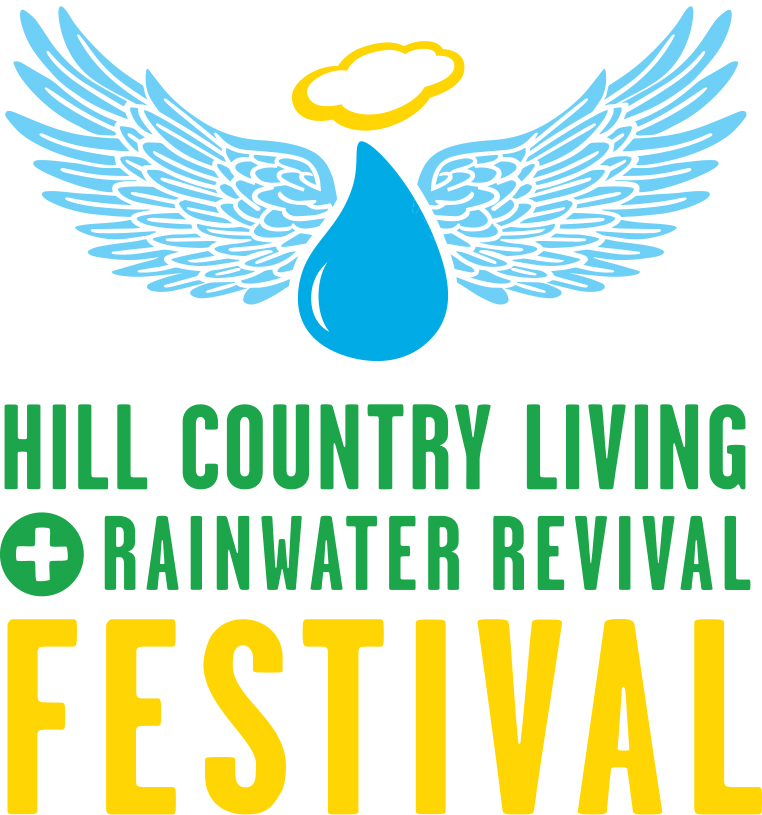 HILL COUNTRY LIVING
+ RAINWATER REVIVAL
FESTIVAL